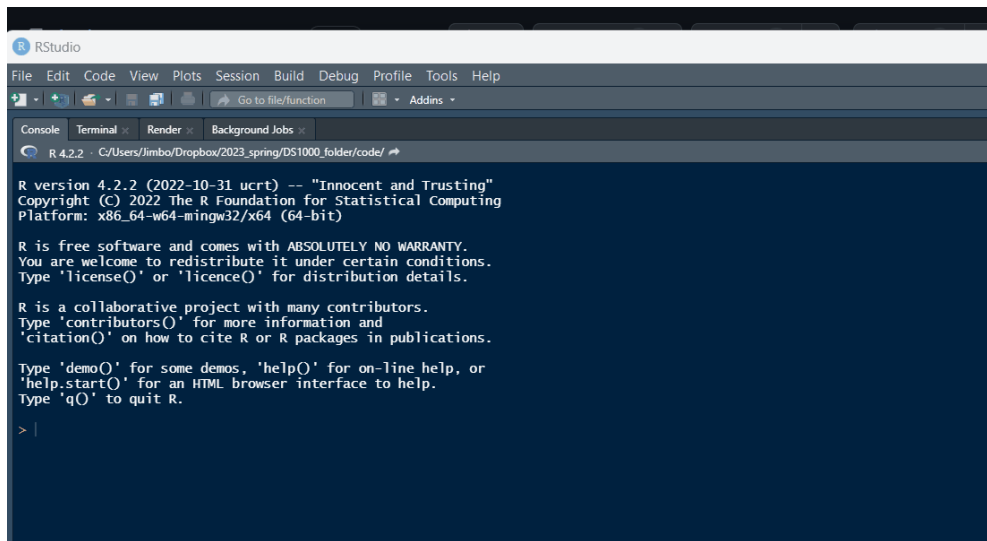 R RStudio
File Edit Code View Plots Session Build Debug Profile Tools Help
Go to file/function Addins
Console Terminal Render Background Jobs
R 4.2.2 · C:/Users/Jimbo/Dropbox/2023_spring/DS1000_folder/code/
R version 4.2.2 (2022-10-31 ucrt) -- "Innocent and Trusting"
Copyright (C) 2022 The R Foundation for Statistical Computing
Platform: x86_64-w64-mingw32/x64 (64-bit)
R is free software and comes with ABSOLUTELY NO WARRANTY.
You are welcome to redistribute it under certain conditions.
Type 'license()' or 'licence()' for distribution details.
R is a collaborative project with many contributors.
Type 'contributors()' for more information and
'citation()' on how to cite R or R packages in publications.
Type 'demo()' for some demos, 'help()' for on-line help, or
'help.start()' for an HTML browser interface to help.
Type 'q()' to quit R.
>